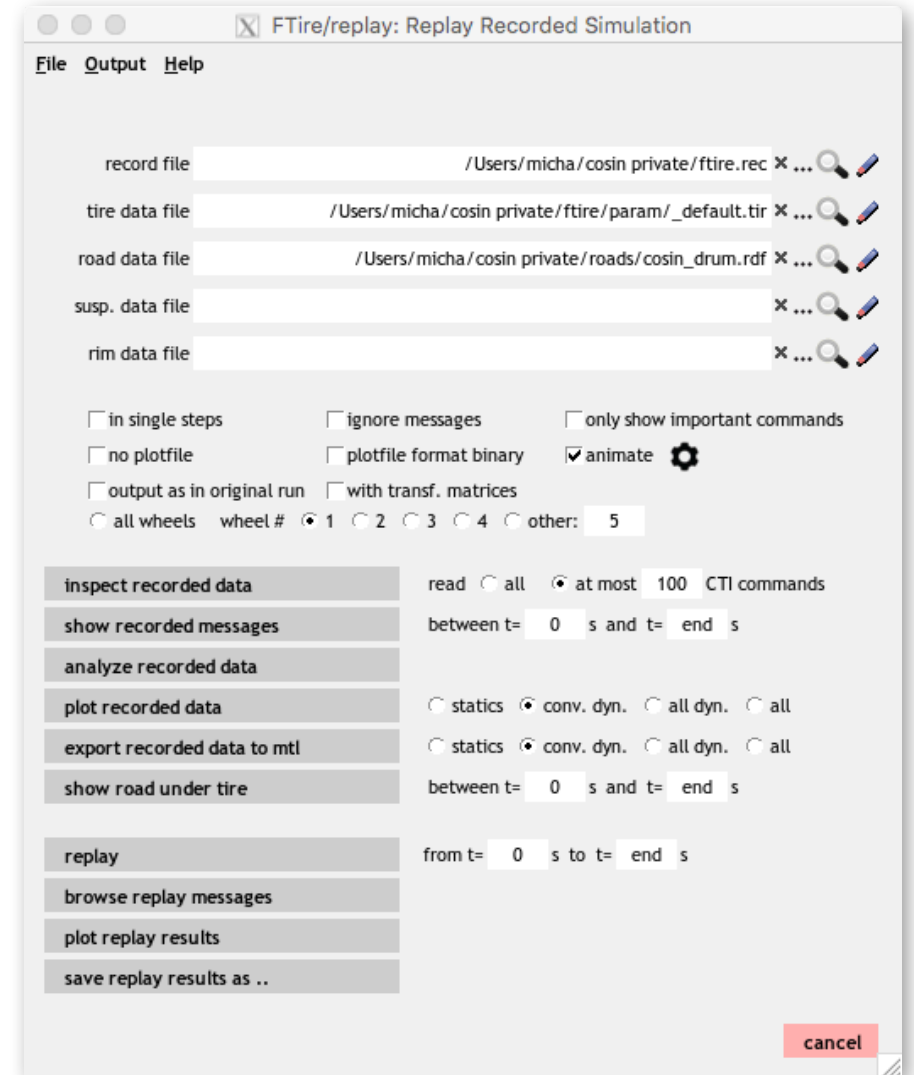 FTire/replay: Replay Recorded Simulation
File Output Help
record file /Users/micha/cosin private/ftire.rec × ...
tire data file /Users/micha/cosin private/ftire/param/_default.tir × ...
road data file /Users/micha/cosin private/roads/cosin_drum.rdf × ...
susp. data file × ...
rim data file × ...
in single steps ignore messages only show important commands
no plotfile plotfile format binary animate
output as in original run with transf. matrices
all wheels wheel # 1 2 3 4 other: 5
inspect recorded data read all at most 100 CTI commands
show recorded messages between t= 0 s and t= end s
analyze recorded data
plot recorded data statics conv. dyn. all dyn. all
export recorded data to mtl statics conv. dyn. all dyn. all
show road under tire between t= 0 s and t= end s
replay from t= 0 s to t= end s
browse replay messages
plot replay results
save replay results as ..
cancel